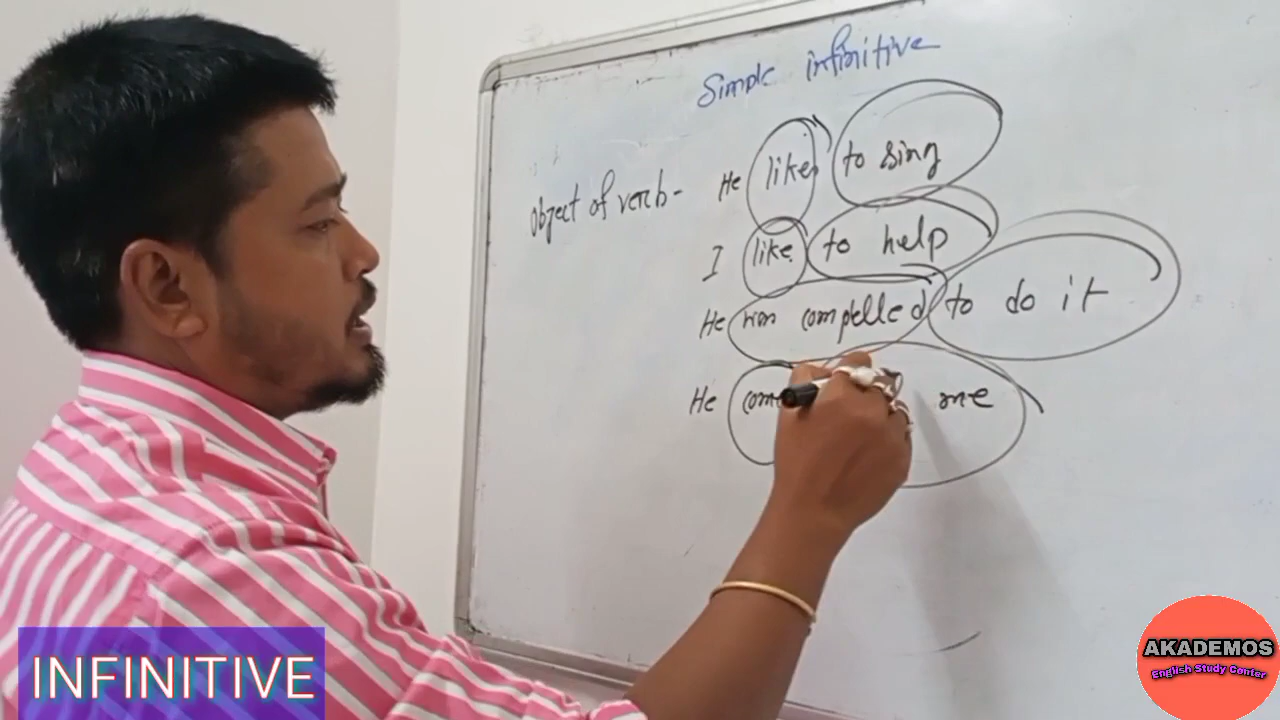 Simple infinitive
Object of verb - He likes to sing
I like to help
He was compelled to do it
He me
INFINITIVE
AKADEMOS
English Study Center